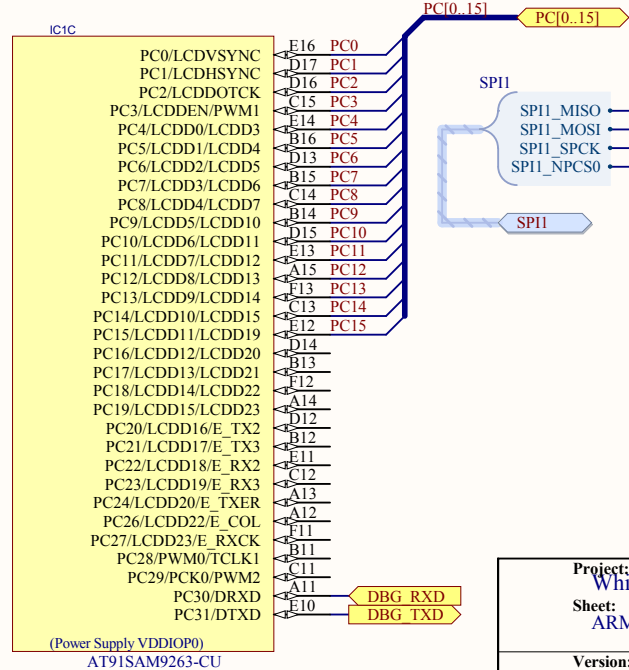 IC1C
PC[0..15]
PC[0..15]
PC0/LCDVSYNC E16 PC0
PC1/LCDHSYNC D17 PC1
PC2/LCDDOTCK D16 PC2
PC3/LCDDEN/PWM1 C15 PC3
PC4/LCDD0/LCDD3 E14 PC4
PC5/LCDD1/LCDD4 B16 PC5
PC6/LCDD2/LCDD5 D13 PC6
PC7/LCDD3/LCDD6 B15 PC7
PC8/LCDD4/LCDD7 C14 PC8
PC9/LCDD5/LCDD10 B14 PC9
PC10/LCDD6/LCDD11 D15 PC10
PC11/LCDD7/LCDD12 E13 PC11
PC12/LCDD8/LCDD13 A15 PC12
PC13/LCDD9/LCDD14 F13 PC13
PC14/LCDD10/LCDD15 C13 PC14
PC15/LCDD11/LCDD19 E12 PC15
PC16/LCDD12/LCDD20 D14
PC17/LCDD13/LCDD21 B13
PC18/LCDD14/LCDD22 F12
PC19/LCDD15/LCDD23 A14
PC20/LCDD16/E_TX2 D12
PC21/LCDD17/E_TX3 B12
PC22/LCDD18/E_RX2 E11
PC23/LCDD19/E_RX3 C12
PC24/LCDD20/E_TXER A13
PC26/LCDD22/E_COL A12
PC27/LCDD23/E_RXCK F11
PC28/PWM0/TCLK1 B11
PC29/PCK0/PWM2 C11
PC30/DRXD A11 DBG_RXD
PC31/DTXD E10 DBG_TXD
(Power Supply VDDIOP0)
AT91SAM9263-CU
SPI1
SPI1_MISO
SPI1_MOSI
SPI1_SPCK
SPI1_NPCS0
SPI1
Project:
Sheet:
ARM
Version: